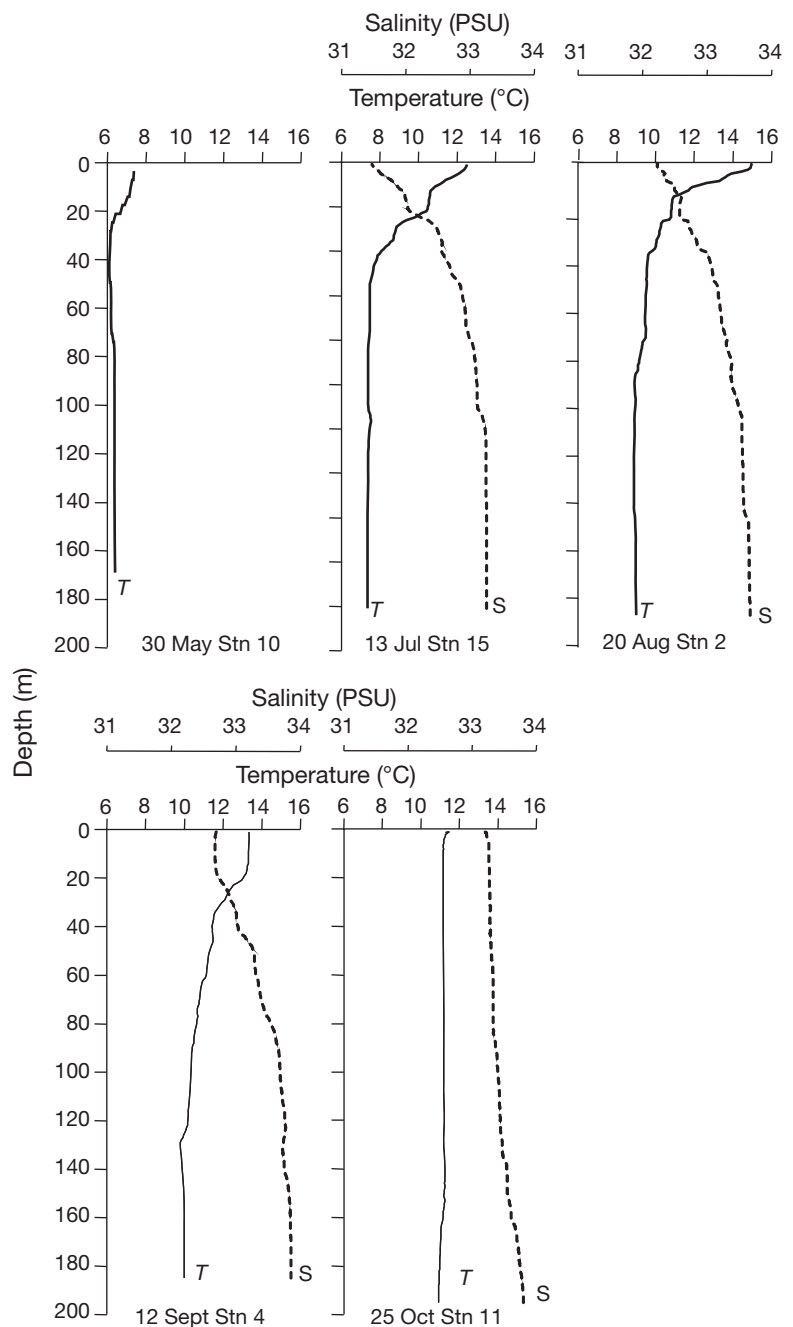 Salinity (PSU)
31 32 33 34 31 32 33 34
Temperature (°C)
6 8 10 12 14 16 6 8 10 12 14 16 6 8 10 12 14 16
0
20
40
60
80
100
120
140
160
180
200
T
T S
T S
30 May Stn 10 13 Jul Stn 15 20 Aug Stn 2
Depth (m)
Salinity (PSU)
31 32 33 34 31 32 33 34
Temperature (°C)
6 8 10 12 14 16 6 8 10 12 14 16
0
20
40
60
80
100
120
140
160
180
200
T S
T S
12 Sept Stn 4 25 Oct Stn 11